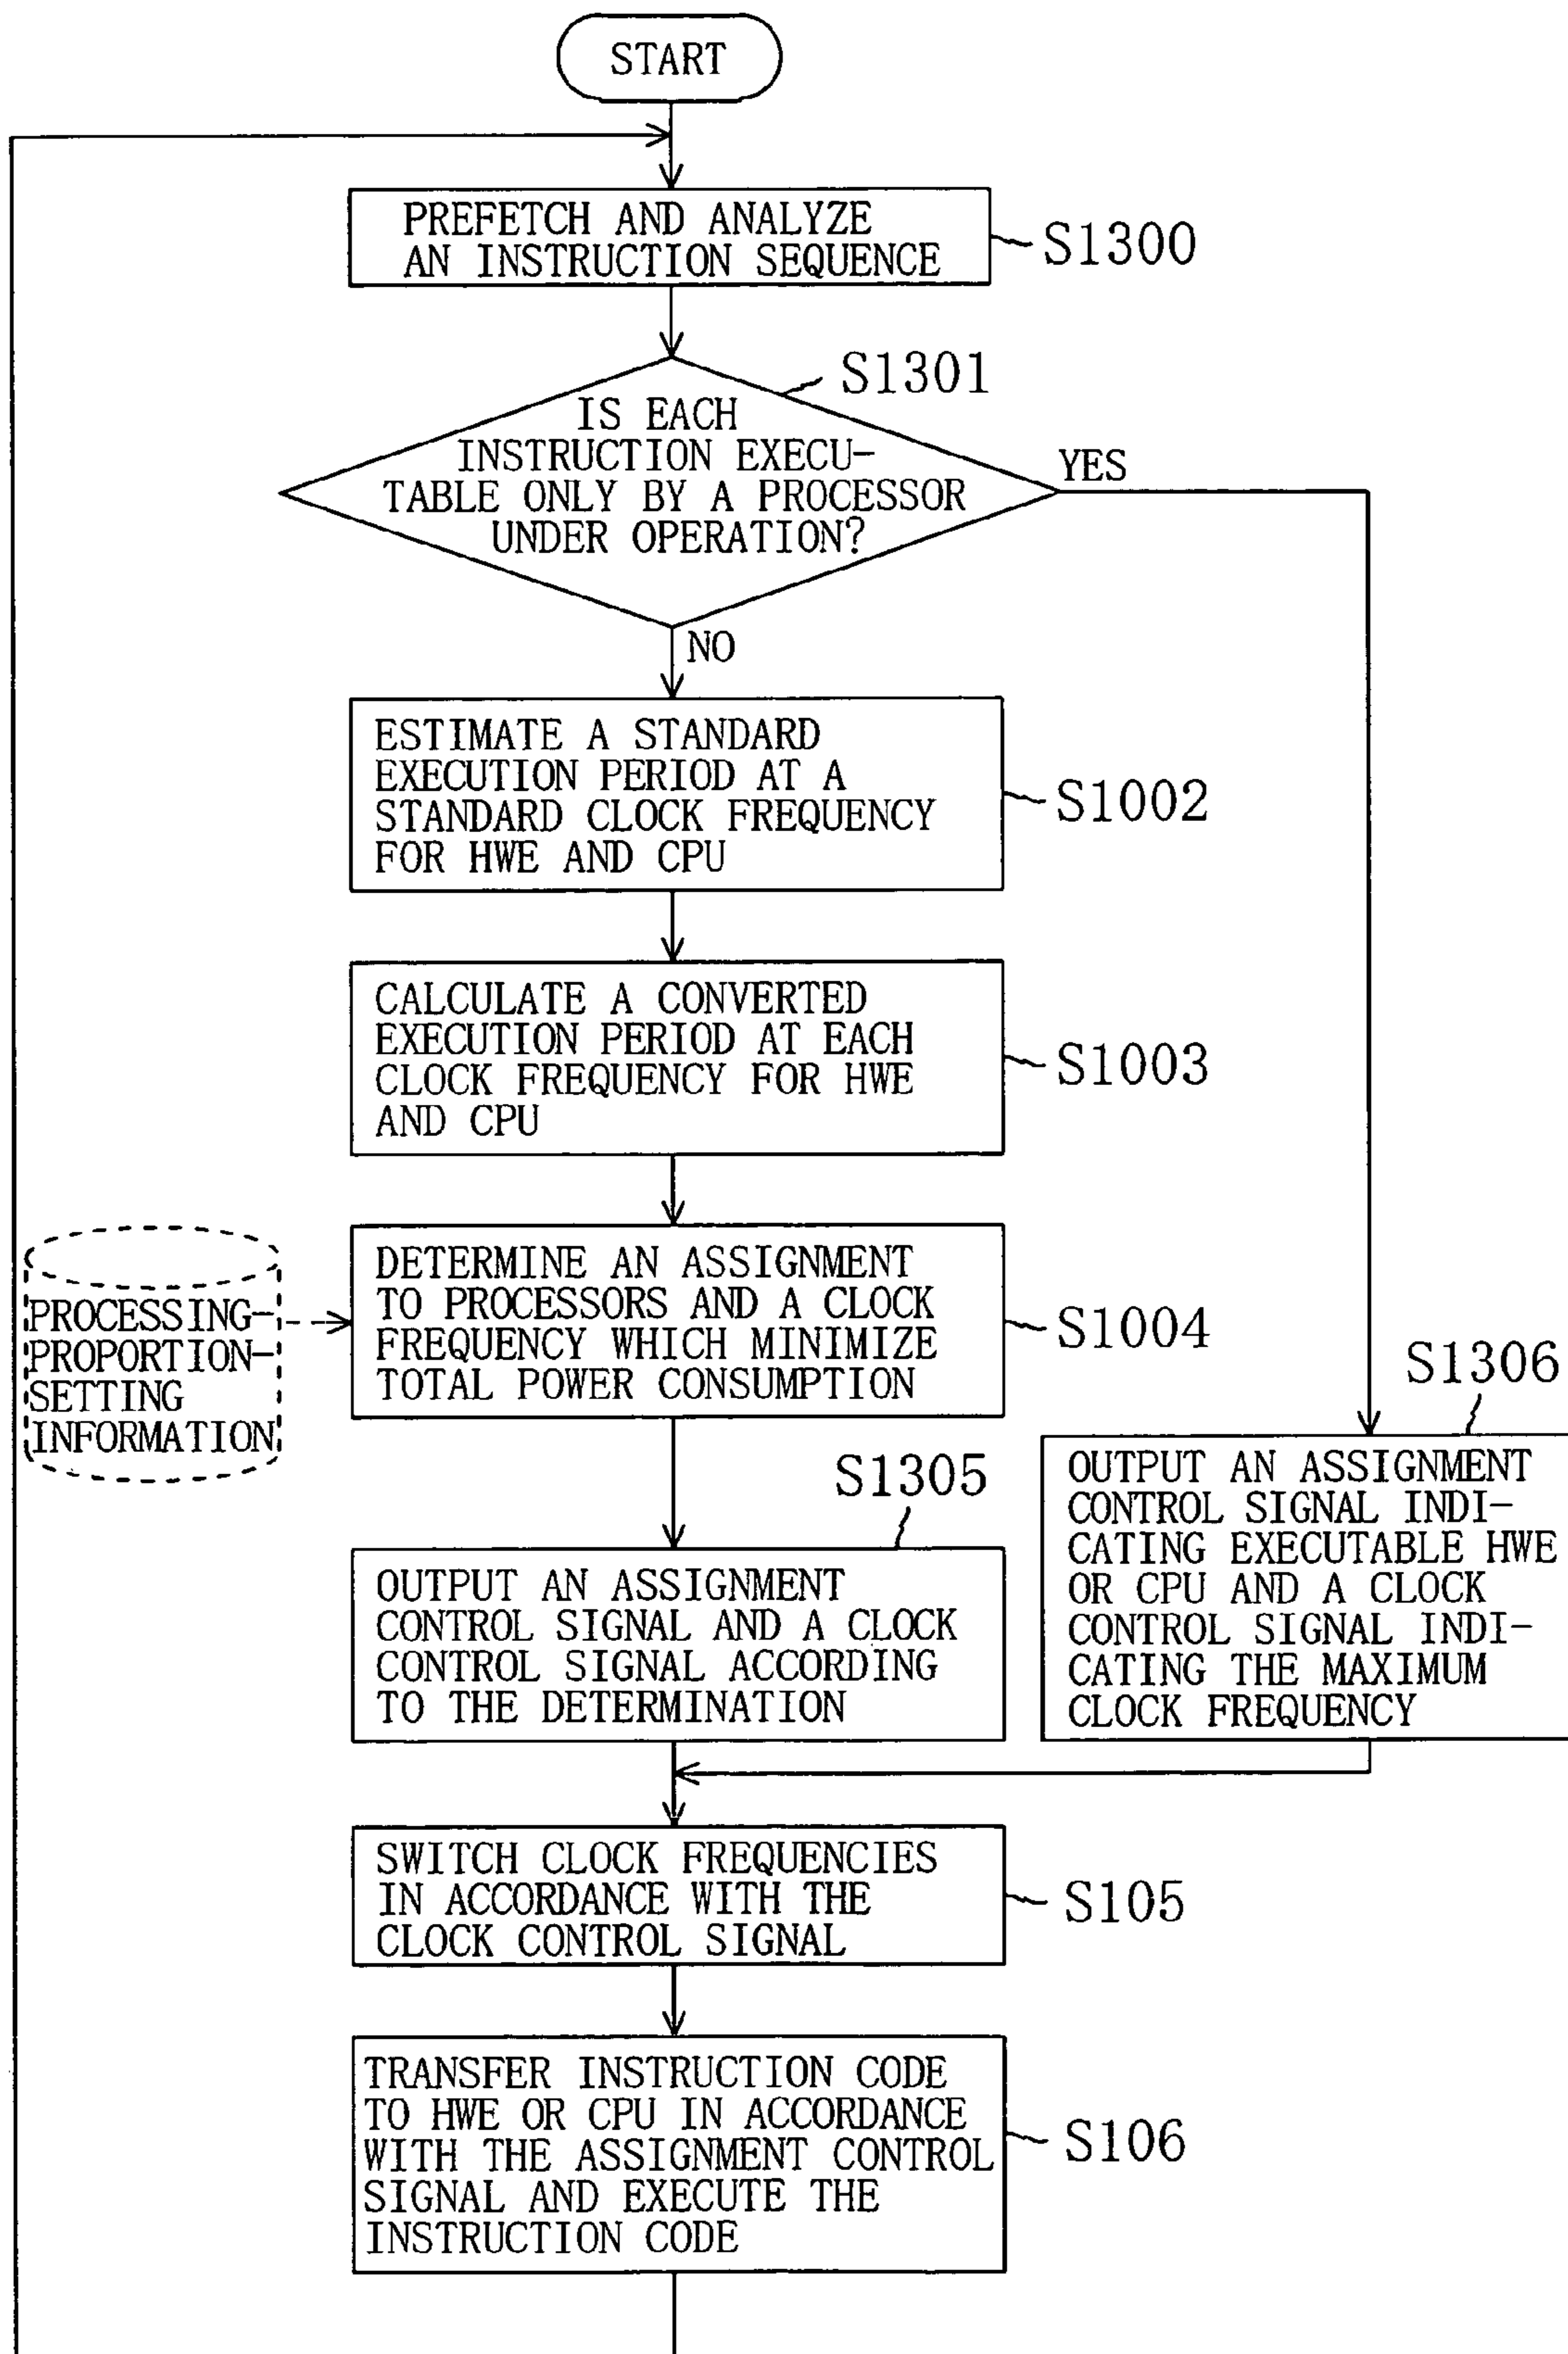 START
PREFETCH AND ANALYZE
AN INSTRUCTION SEQUENCE
S1300
S1301
IS EACH
INSTRUCTION EXECU-
TABLE ONLY BY A PROCESSOR
UNDER OPERATION?
YES
NO
ESTIMATE A STANDARD
EXECUTION PERIOD AT A
STANDARD CLOCK FREQUENCY
FOR HWE AND CPU
S1002
CALCULATE A CONVERTED
EXECUTION PERIOD AT EACH
CLOCK FREQUENCY FOR HWE
AND CPU
S1003
PROCESSING-
PROPORTION-
SETTING
INFORMATION
DETERMINE AN ASSIGNMENT
TO PROCESSORS AND A CLOCK
FREQUENCY WHICH MINIMIZE
TOTAL POWER CONSUMPTION
S1004
S1306
OUTPUT AN ASSIGNMENT
CONTROL SIGNAL INDI-
CATING EXECUTABLE HWE
OR CPU AND A CLOCK
CONTROL SIGNAL INDI-
CATING THE MAXIMUM
CLOCK FREQUENCY
S1305
OUTPUT AN ASSIGNMENT
CONTROL SIGNAL AND A CLOCK
CONTROL SIGNAL ACCORDING
TO THE DETERMINATION
SWITCH CLOCK FREQUENCIES
IN ACCORDANCE WITH THE
CLOCK CONTROL SIGNAL
S105
TRANSFER INSTRUCTION CODE
TO HWE OR CPU IN ACCORDANCE
WITH THE ASSIGNMENT CONTROL
SIGNAL AND EXECUTE THE
INSTRUCTION CODE
S106